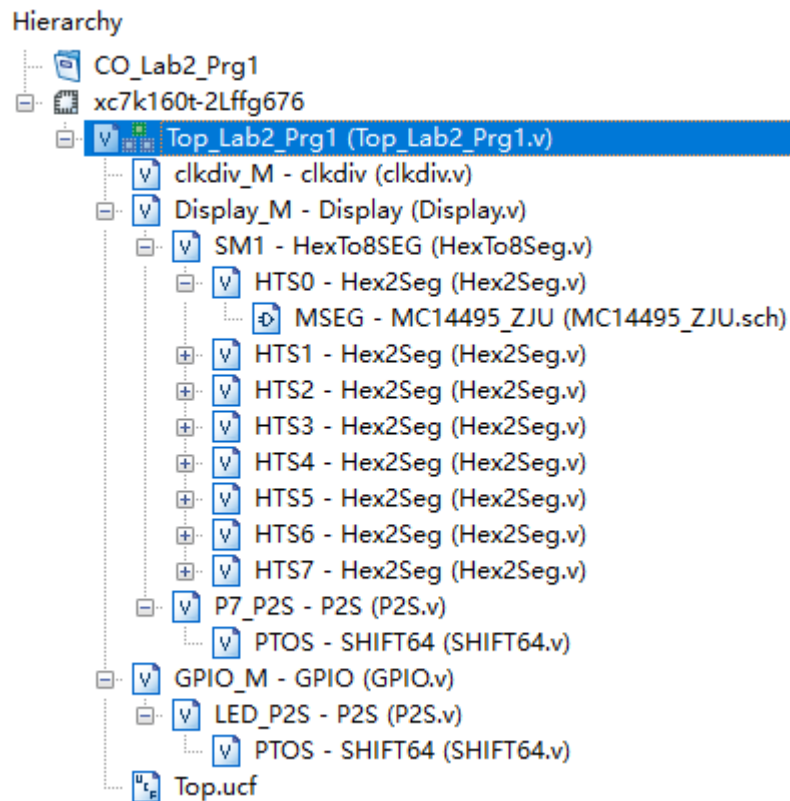 Hierarchy
CO_Lab2_Prg1
xc7k160t-2Lffg676
Top_Lab2_Prg1 (Top_Lab2_Prg1.v)
clkdiv_M - clkdiv (clkdiv.v)
Display_M - Display (Display.v)
SM1 - HexTo8SEG (HexTo8Seg.v)
HTS0 - Hex2Seg (Hex2Seg.v)
MSEG - MC14495_ZJU (MC14495_ZJU.sch)
HTS1 - Hex2Seg (Hex2Seg.v)
HTS2 - Hex2Seg (Hex2Seg.v)
HTS3 - Hex2Seg (Hex2Seg.v)
HTS4 - Hex2Seg (Hex2Seg.v)
HTS5 - Hex2Seg (Hex2Seg.v)
HTS6 - Hex2Seg (Hex2Seg.v)
HTS7 - Hex2Seg (Hex2Seg.v)
P7_P2S - P2S (P2S.v)
PTOS - SHIFT64 (SHIFT64.v)
GPIO_M - GPIO (GPIO.v)
LED_P2S - P2S (P2S.v)
PTOS - SHIFT64 (SHIFT64.v)
Top.ucf